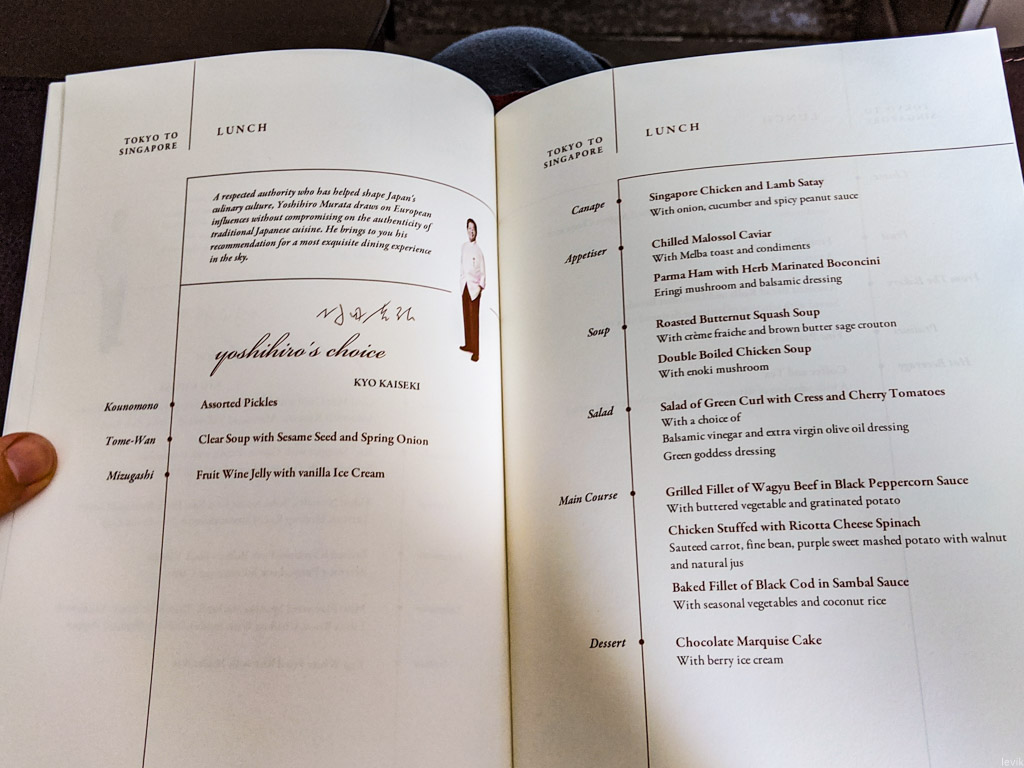 TOKYO TO
SINGAPORE
LUNCH
A respected authority who has helped shape Japan's
culinary culture, Yoshihiro Murata draws on European
influences without compromising on the authenticity of
traditional Japanese cuisine. He brings to you his
recommendation for a most exquisite dining experience
in the sky.
yoshihiro's choice
KYO KAISEKI
Kounomono
Assorted Pickles
Tome-Wan
Clear Soup with Sesame Seed and Spring Onion
Mizugashi
Fruit Wine Jelly with vanilla Ice Cream
TOKYO TO
SINGAPORE
LUNCH
Canape
Singapore Chicken and Lamb Satay
With onion, cucumber and spicy peanut sauce
Appetiser
Chilled Malossol Caviar
With Melba toast and condiments
Parma Ham with Herb Marinated Boconcini
Eringi mushroom and balsamic dressing
Soup
Roasted Butternut Squash Soup
With crème fraiche and brown butter sage crouton
Double Boiled Chicken Soup
With enoki mushroom
Salad
Salad of Green Curl with Cress and Cherry Tomatoes
With a choice of
Balsamic vinegar and extra virgin olive oil dressing
Green goddess dressing
Main Course
Grilled Fillet of Wagyu Beef in Black Peppercorn Sauce
With buttered vegetable and gratinated potato
Chicken Stuffed with Ricotta Cheese Spinach
Sauteed carrot, fine bean, purple sweet mashed potato with walnut
and natural jus
Baked Fillet of Black Cod in Sambal Sauce
With seasonal vegetables and coconut rice
Dessert
Chocolate Marquise Cake
With berry ice cream
levik